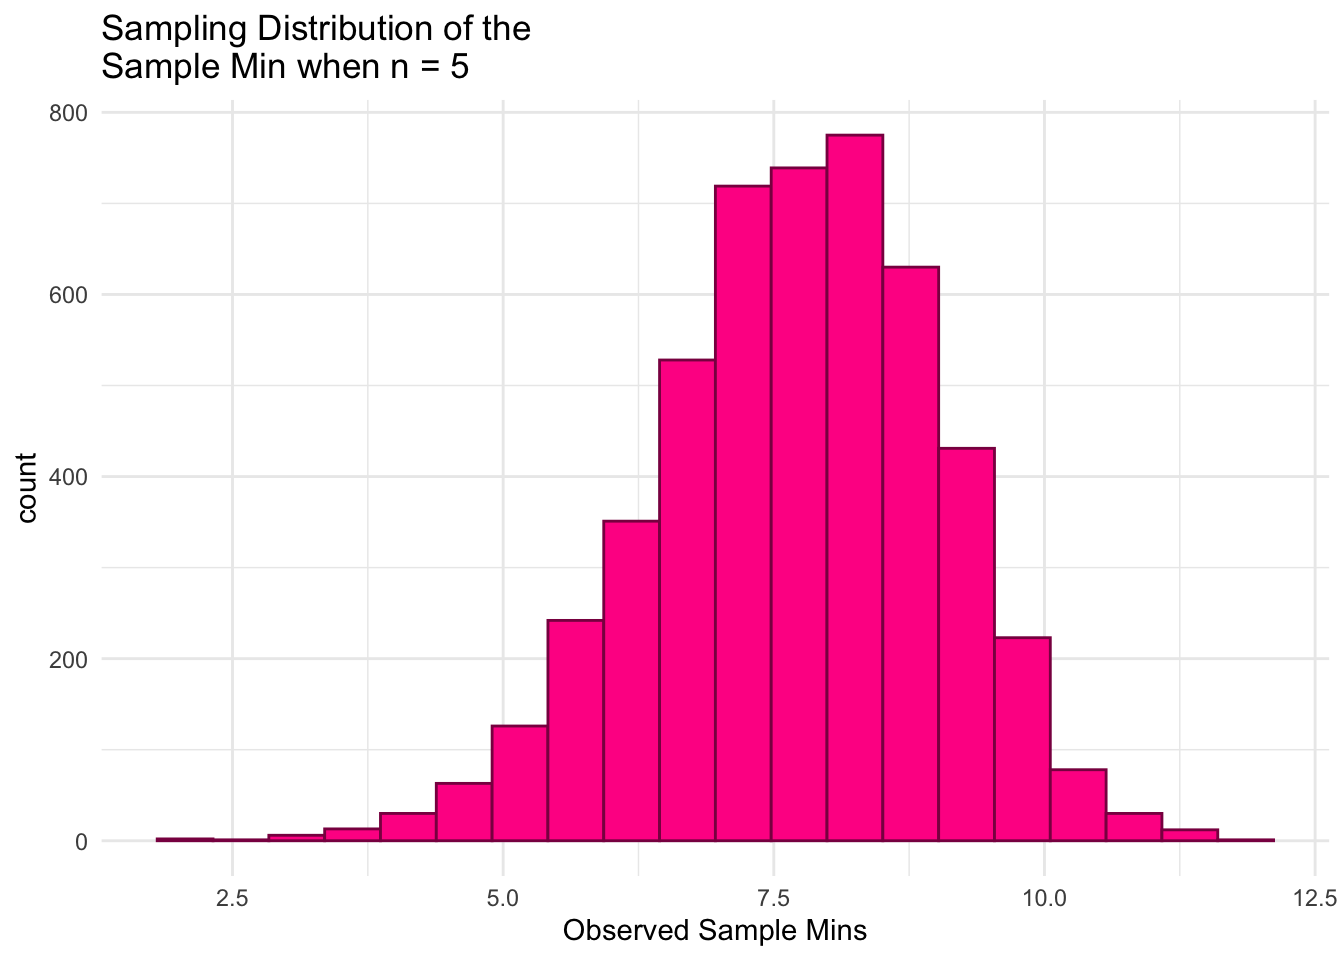 Sampling Distribution of the
Sample Min when n = 5
800
600
400
200
0
count
2.5
5.0
7.5
10.0
12.5
Observed Sample Mins